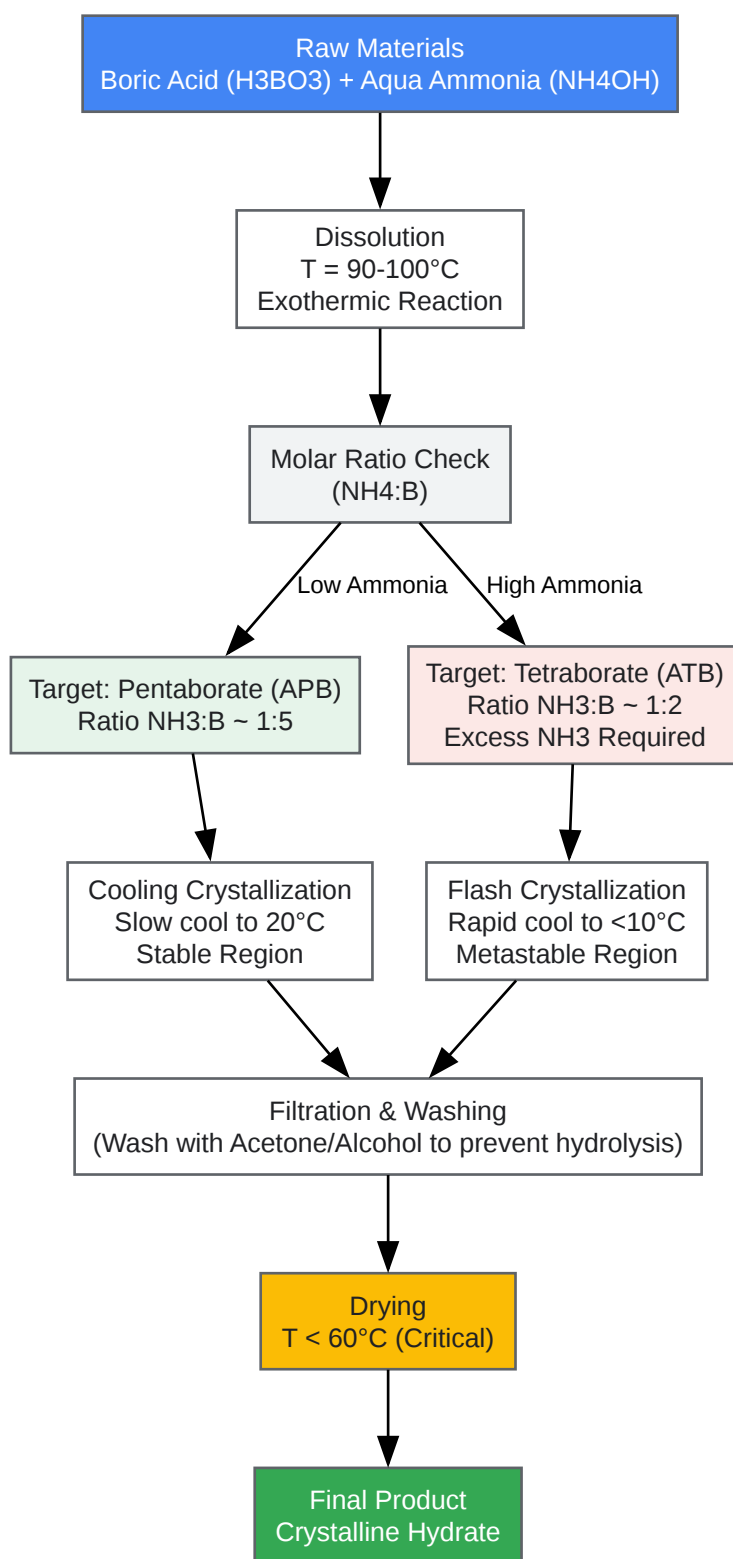 Raw Materials
Boric Acid (H3BO3) + Aqua Ammonia (NH4OH)
Dissolution
T = 90-100°C
Exothermic Reaction
Molar Ratio Check
(NH4:B)
Low Ammonia
High Ammonia
Target: Pentaborate (APB)
Ratio NH3:B ~ 1:5
Target: Tetraborate (ATB)
Ratio NH3:B ~ 1:2
Excess NH3 Required
Cooling Crystallization
Slow cool to 20°C
Stable Region
Flash Crystallization
Rapid cool to <10°C
Metastable Region
Filtration & Washing
(Wash with Acetone/Alcohol to prevent hydrolysis)
Drying
T < 60°C (Critical)
Final Product
Crystalline Hydrate